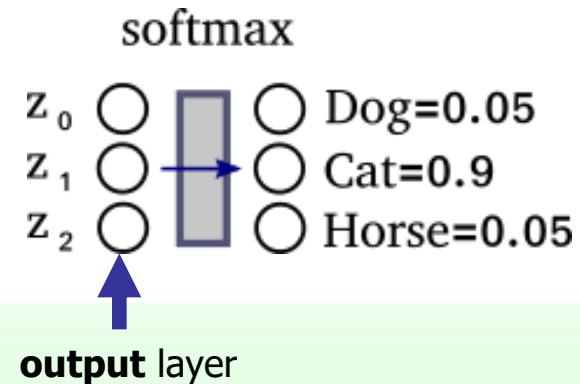 softmax
z₀ Dog=0.05
z₁ Cat=0.9
z₂ Horse=0.05
output layer